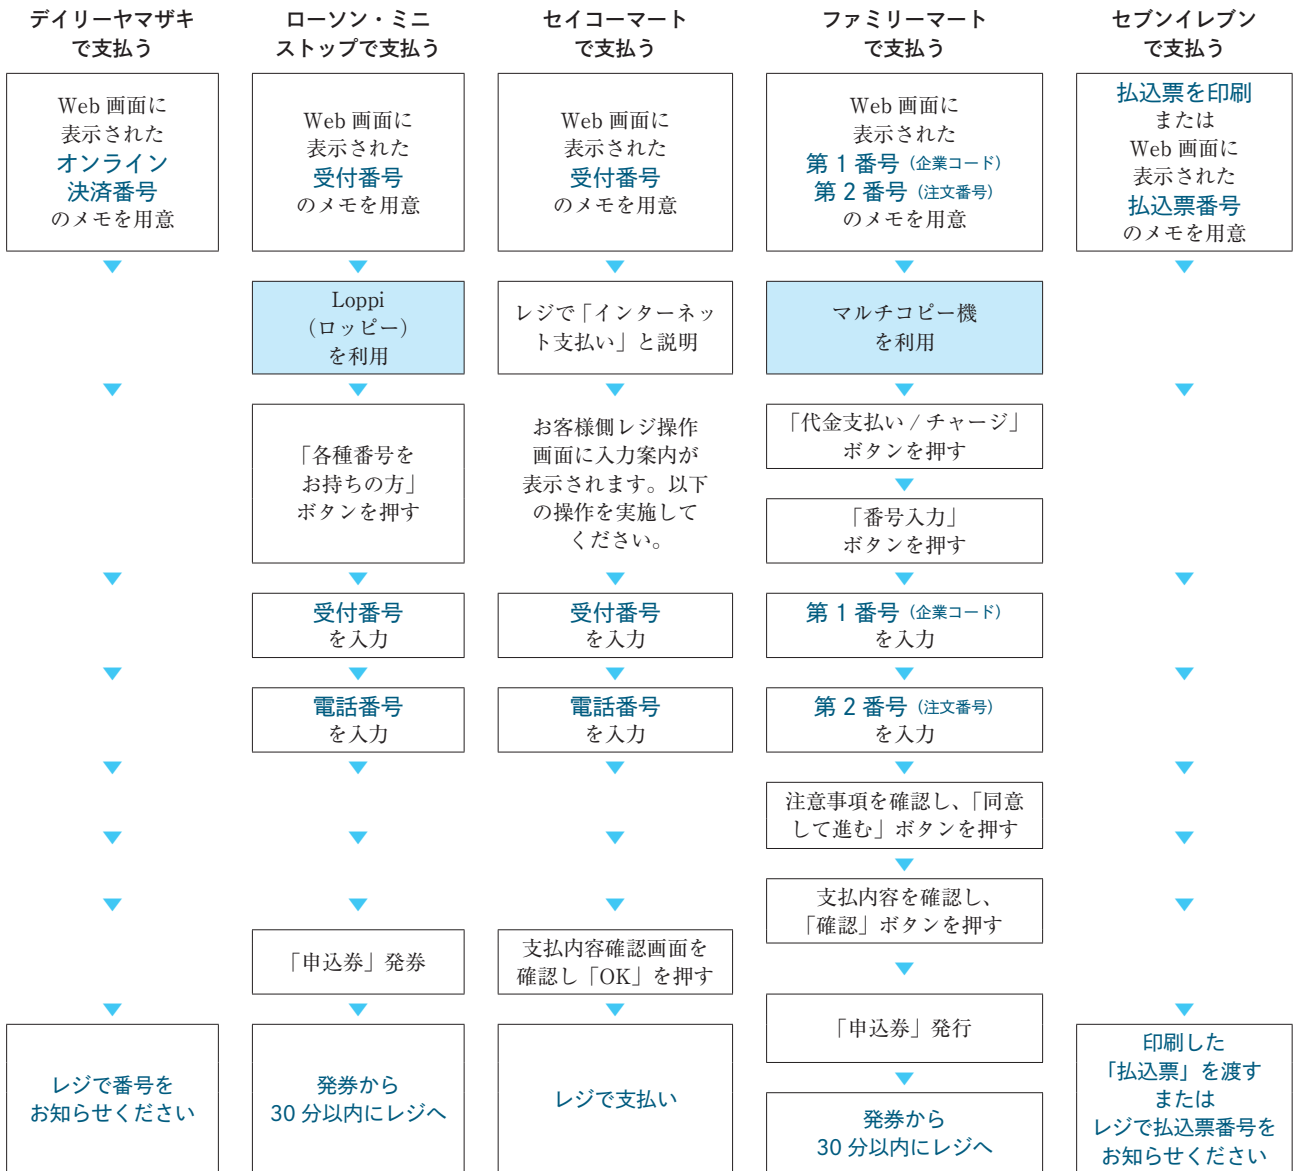 デイリーヤマザキ
で支払う
Web 画面に
表示された
オンライン
決済番号
のメモを用意
レジで番号を
お知らせください
ローソン・ミニ
ストップで支払う
Web 画面に
表示された
受付番号
のメモを用意
Loppi
(ロッピー)
を利用
「各種番号を
お持ちの方」
ボタンを押す
受付番号
を入力
電話番号
を入力
「申込券」発券
発券から
30 分以内にレジへ
セイコーマート
で支払う
Web 画面に
表示された
受付番号
のメモを用意
レジで「インターネッ
ト支払い」と説明
お客様側レジ操作
画面に入力案内が
表示されます。以下
の操作を実施して
ください。
受付番号
を入力
電話番号
を入力
支払内容確認画面を
確認し「OK」を押す
レジで支払い
ファミリーマート
で支払う
Web 画面に
表示された
第 1 番号(企業コード)
第 2 番号(注文番号)
のメモを用意
マルチコピー機
を利用
「代金支払い / チャージ」
ボタンを押す
「番号入力」
ボタンを押す
第 1 番号(企業コード)
を入力
第 2 番号(注文番号)
を入力
注意事項を確認し、「同意
して進む」ボタンを押す
支払内容を確認し、
「確認」ボタンを押す
「申込券」発行
発券から
30 分以内にレジへ
セブンイレブン
で支払う
払込票を印刷
または
Web 画面に
表示された
払込票番号
のメモを用意
印刷した
「払込票」を渡す
または
レジで払込票番号を
お知らせください